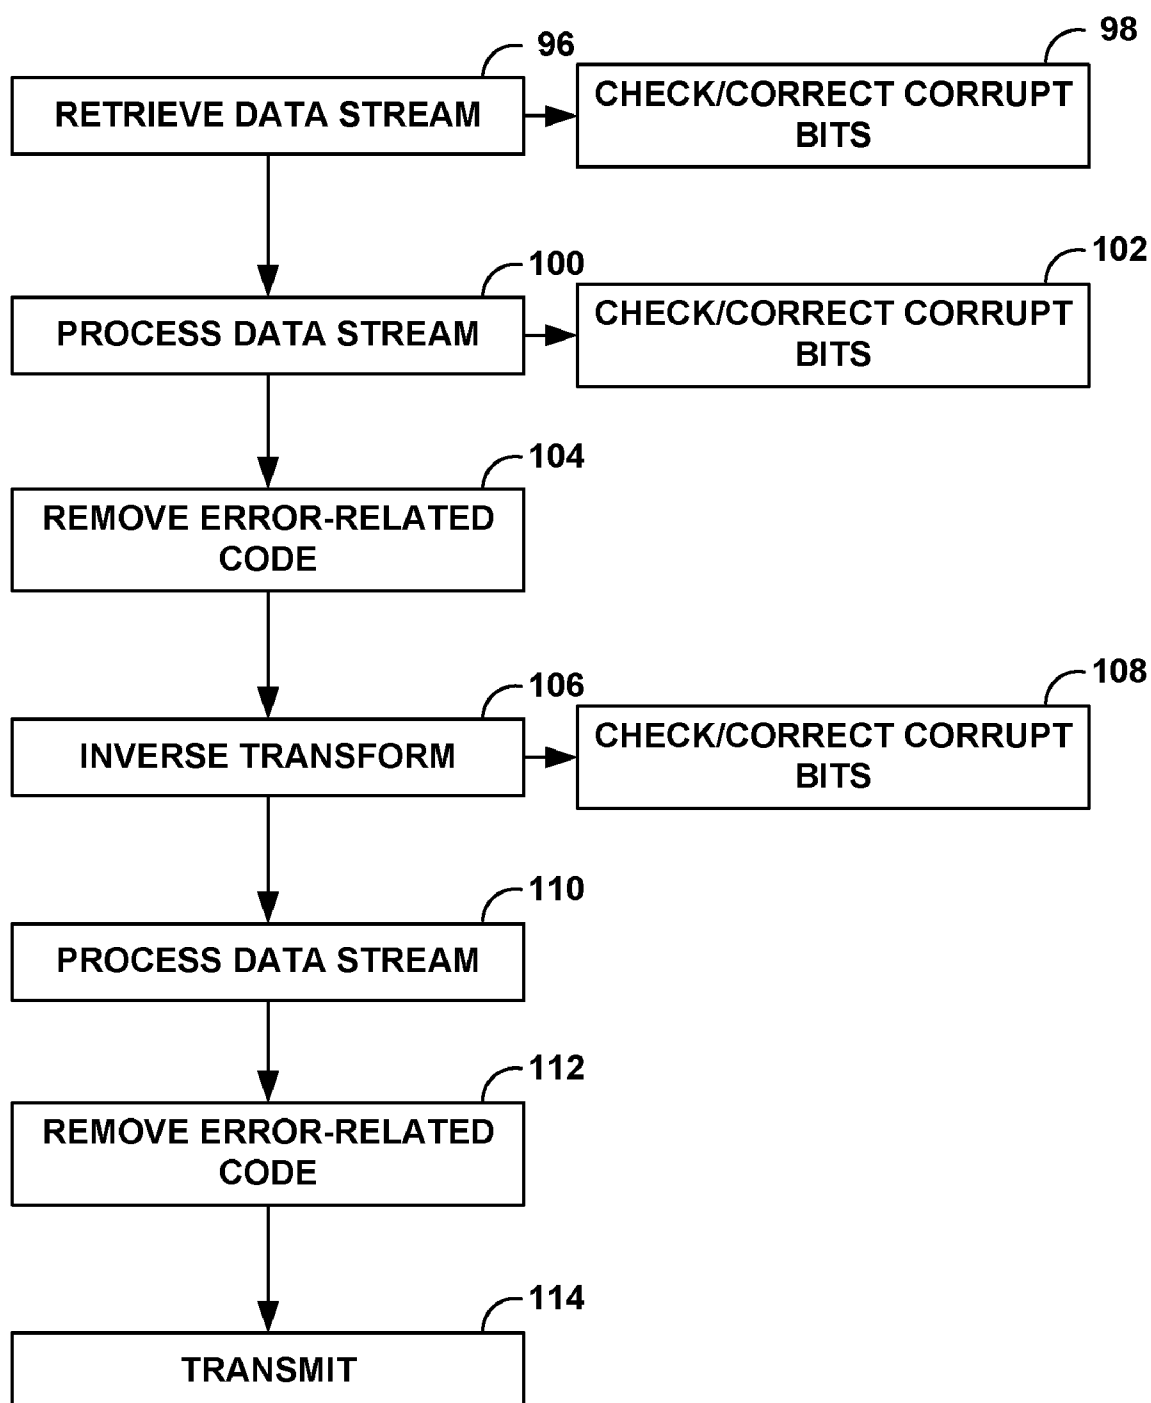 96
98
RETRIEVE DATA STREAM
CHECK/CORRECT CORRUPT
BITS
100
102
PROCESS DATA STREAM
CHECK/CORRECT CORRUPT
BITS
104
REMOVE ERROR-RELATED
CODE
106
108
INVERSE TRANSFORM
CHECK/CORRECT CORRUPT
BITS
110
PROCESS DATA STREAM
112
REMOVE ERROR-RELATED
CODE
114
TRANSMIT